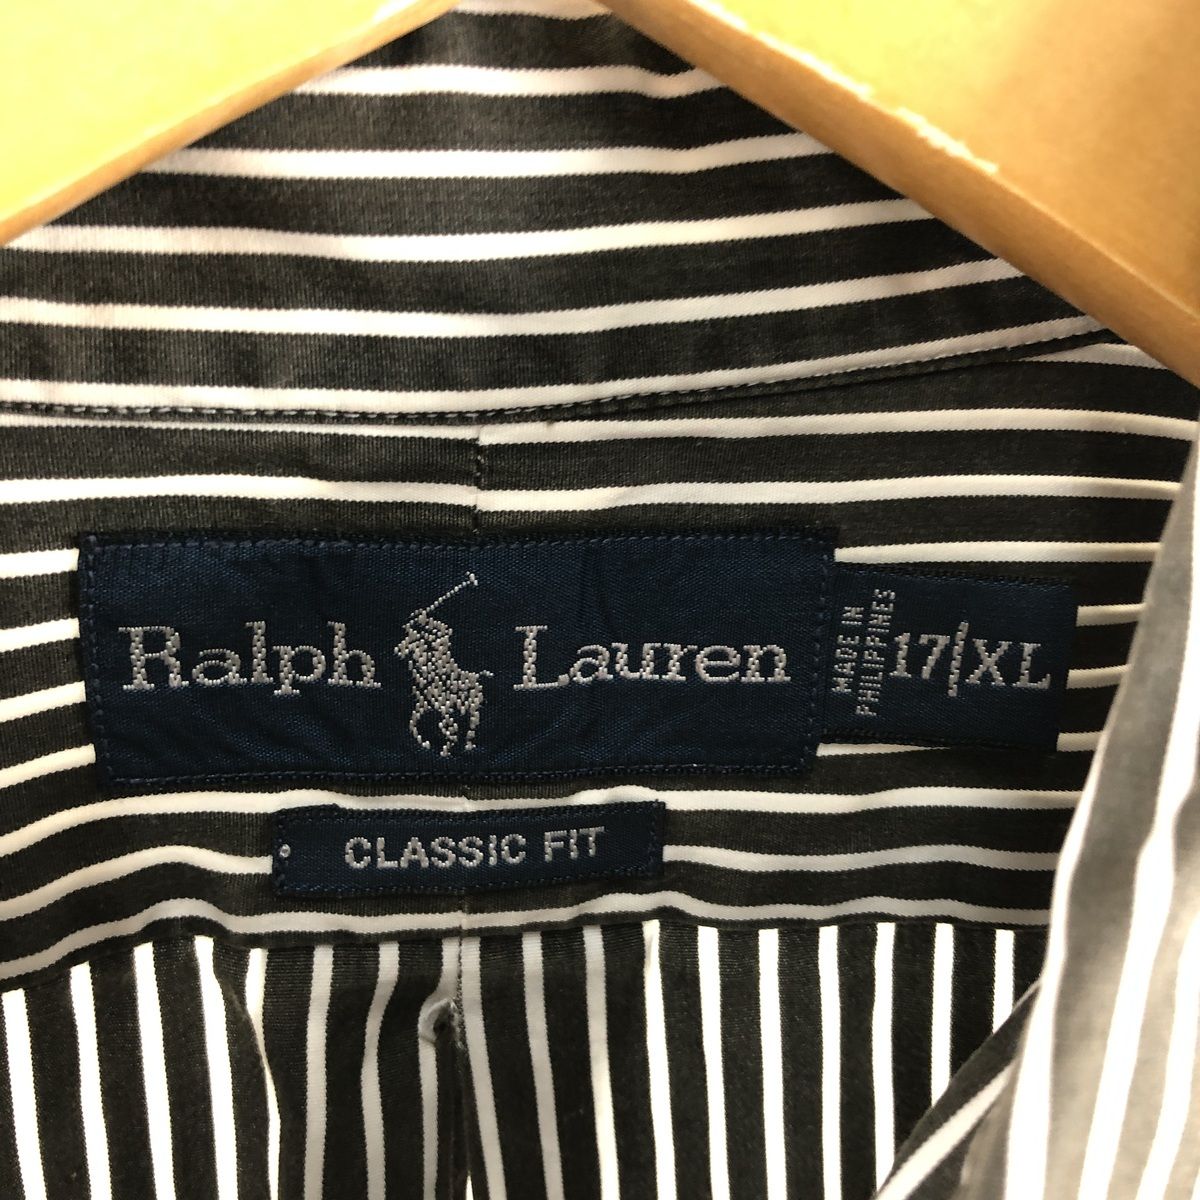 Ralph Lauren
MADE IN
PHILIPPINES
17/XL
CLASSIC FIT